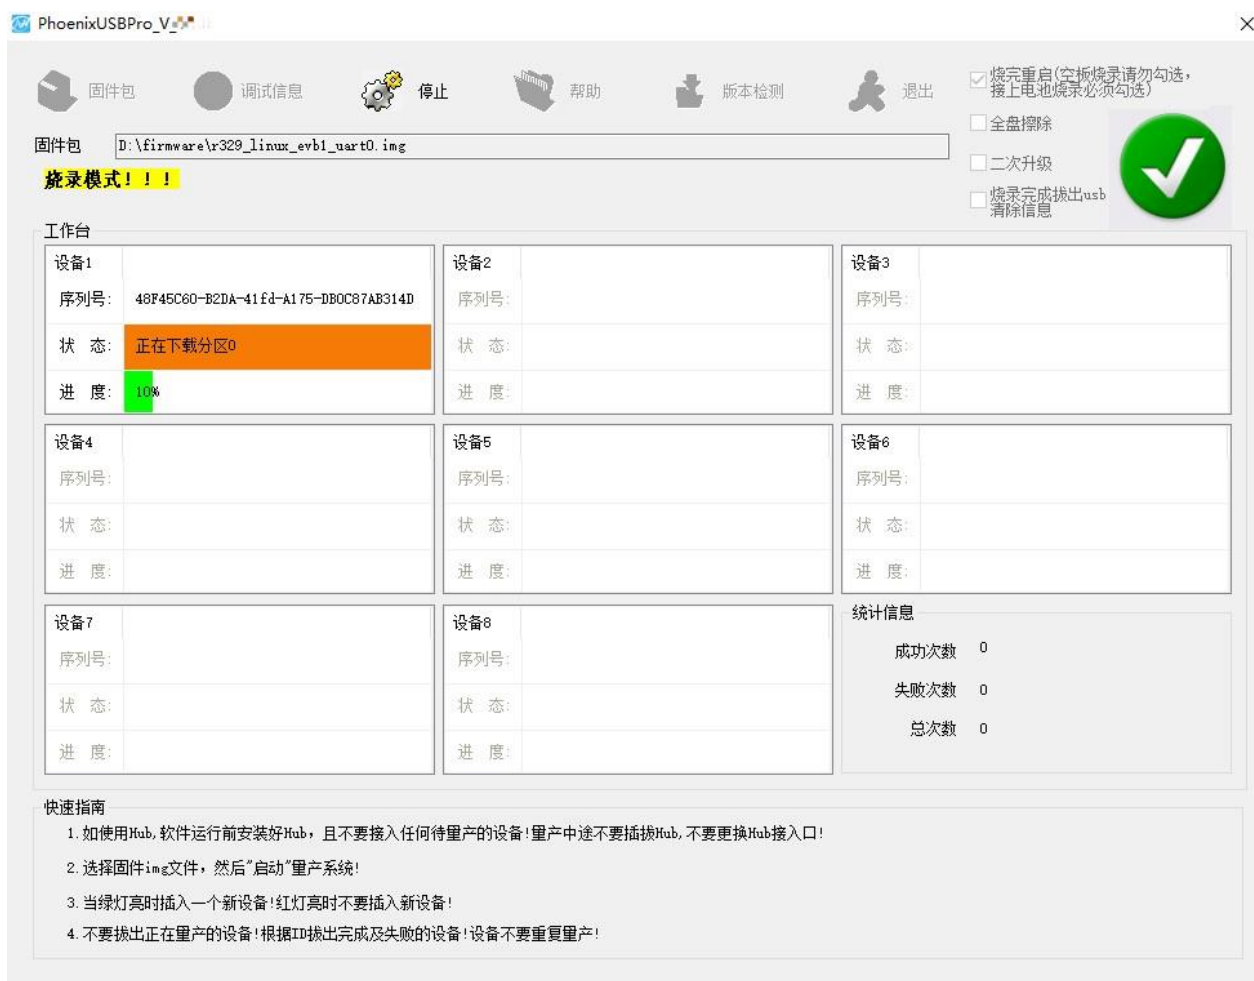 PhoenixUSBPro_V
固件包
调试信息
停止
帮助
版本检测
退出
烧完重启(空板烧录请勿勾选,
接上电池烧录必须勾选)
全盘擦除
二次升级
烧录完成拔出usb
清除信息
固件包 D:\firmware\r329_linux_evb1_uart0.img
烧录模式!!!
工作台
设备1
序列号: 48F45C60-B2DA-41fd-A175-DB0C87AB314D
状 态: 正在下载分区0
进 度: 10%
设备2
序列号:
状 态:
进 度:
设备3
序列号:
状 态:
进 度:
设备4
序列号:
状 态:
进 度:
设备5
序列号:
状 态:
进 度:
设备6
序列号:
状 态:
进 度:
设备7
序列号:
状 态:
进 度:
设备8
序列号:
状 态:
进 度:
统计信息
成功次数 0
失败次数 0
总次数 0
快速指南
1.如使用Hub,软件运行前安装好Hub,且不要接入任何待量产的设备!量产中途不要插拔Hub,不要更换Hub接入口!
2.选择固件img文件,然后"启动"量产系统!
3.当绿灯亮时插入一个新设备!红灯亮时不要插入新设备!
4.不要拔出正在量产的设备!根据ID拔出完成及失败的设备!设备不要重复量产!